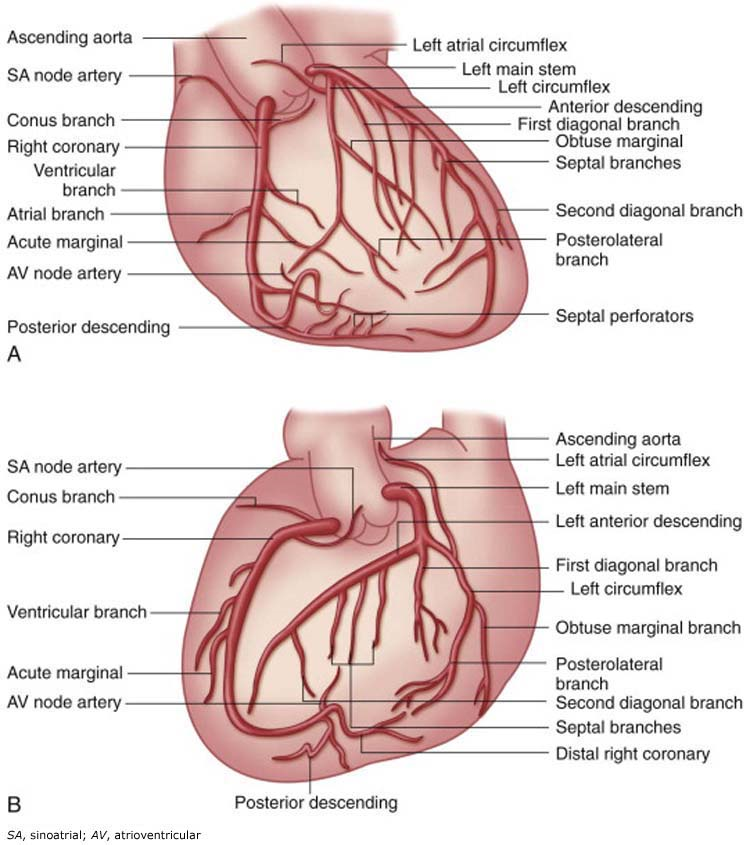 Ascending aorta
SA node artery
Conus branch
Right coronary
Ventricular
branch
Atrial branch
Acute marginal
AV node artery
Posterior descending
A
Left atrial circumflex
Left main stem
Left circumflex
Anterior descending
First diagonal branch
Obtuse marginal
Septal branches
Second diagonal branch
Posterolateral
branch
Septal perforators
SA node artery
Conus branch
Right coronary
Ventricular branch
Acute marginal
AV node artery
B
Posterior descending
Ascending aorta
Left atrial circumflex
Left main stem
Left anterior descending
First diagonal branch
Left circumflex
Obtuse marginal branch
Posterolateral
branch
Second diagonal branch
Septal branches
Distal right coronary
SA, sinoatrial; AV, atrioventricular